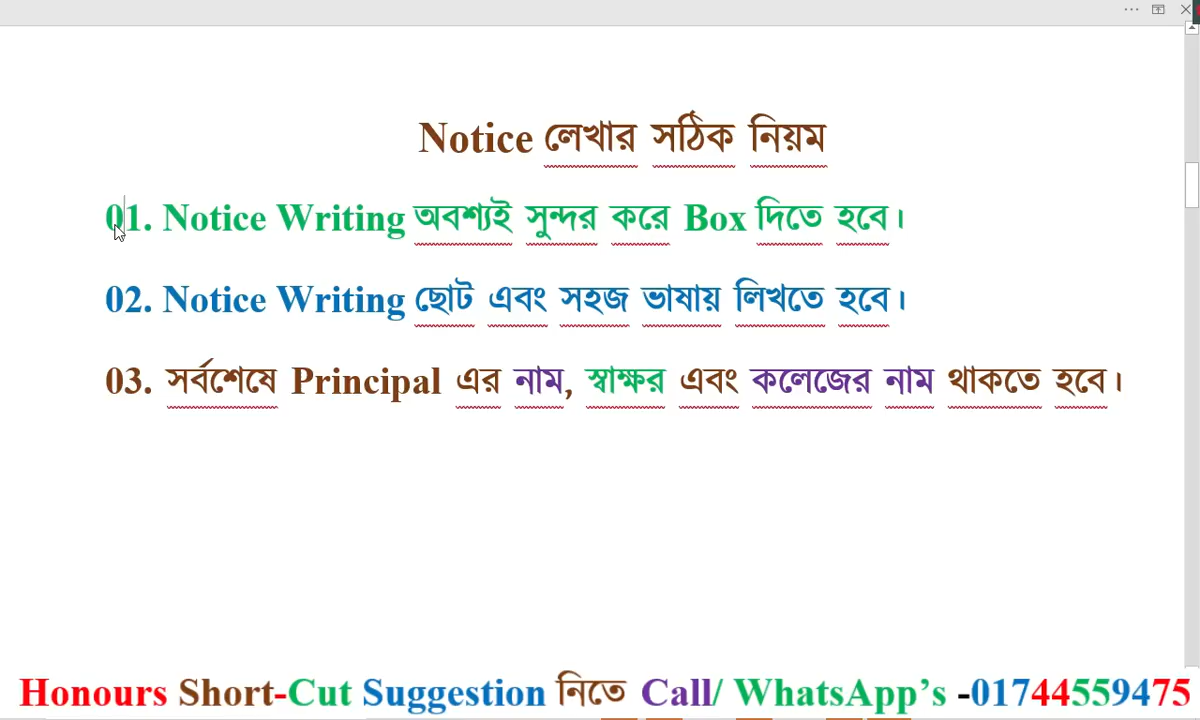 Notice লেখার সঠিক নিয়ম
01. Notice Writing অবশ্যই সুন্দর করে Box দিতে হবে।
02. Notice Writing ছোট এবং সহজ ভাষায় লিখতে হবে।
03. সর্বশেষে Principal এর নাম, স্বাক্ষর এবং কলেজের নাম থাকতে হবে।
Honours Short-Cut Suggestion নিতে Call/ WhatsApp’s -01744559475